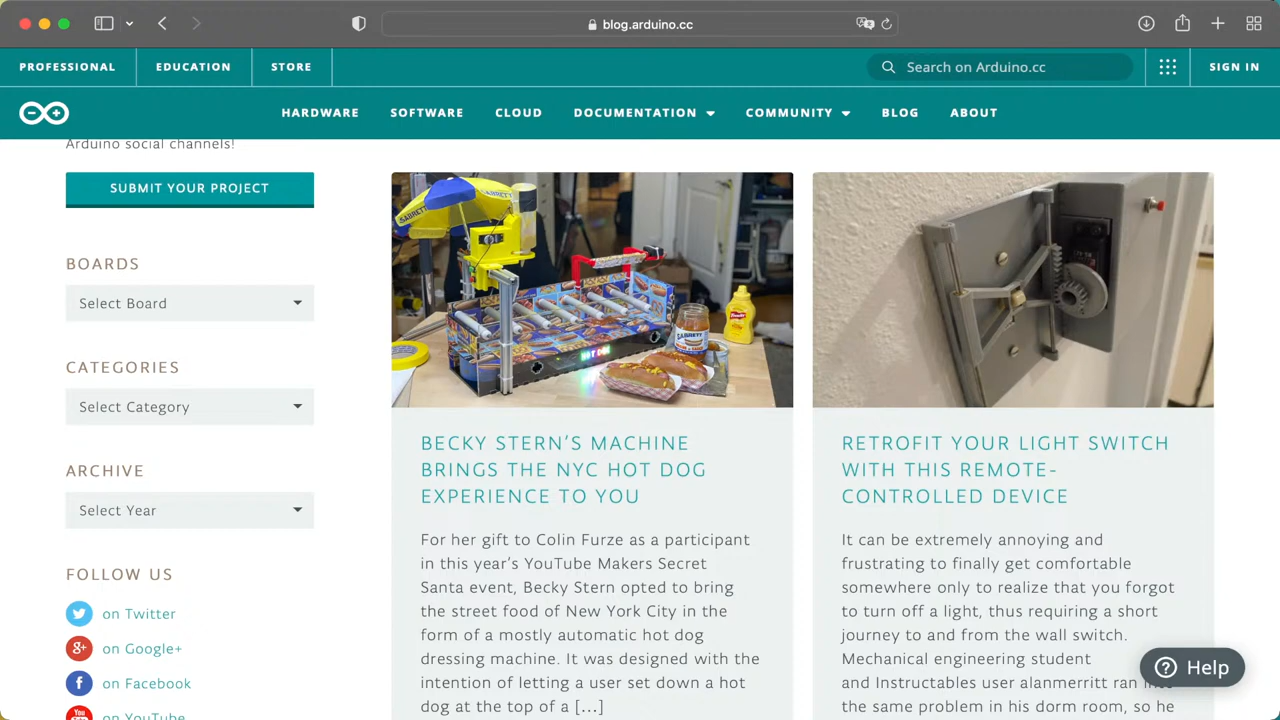 blog.arduino.cc
PROFESSIONAL
EDUCATION
STORE
Search on Arduino.cc
SIGN IN
HARDWARE
SOFTWARE
CLOUD
DOCUMENTATION
COMMUNITY
BLOG
ABOUT
Arduino social channels!
SUBMIT YOUR PROJECT
BOARDS
Select Board
CATEGORIES
Select Category
ARCHIVE
Select Year
FOLLOW US
on Twitter
on Google+
on Facebook
on YouTube
SABRETT
HOT DOG
BECKY STERN'S MACHINE
BRINGS THE NYC HOT DOG
EXPERIENCE TO YOU
For her gift to Colin Furze as a participant
in this year's YouTube Makers Secret
Santa event, Becky Stern opted to bring
the street food of New York City in the
form of a mostly automatic hot dog
dressing machine. It was designed with the
intention of letting a user set down a hot
dog at the top of a [...]
RETROFIT YOUR LIGHT SWITCH
WITH THIS REMOTE-
CONTROLLED DEVICE
It can be extremely annoying and
frustrating to finally get comfortable
somewhere only to realize that you forgot
to turn off a light, thus requiring a short
journey to and from the wall switch.
Mechanical engineering student
and Instructables user alanmerritt ran into
the same problem in his dorm room, so he
Help